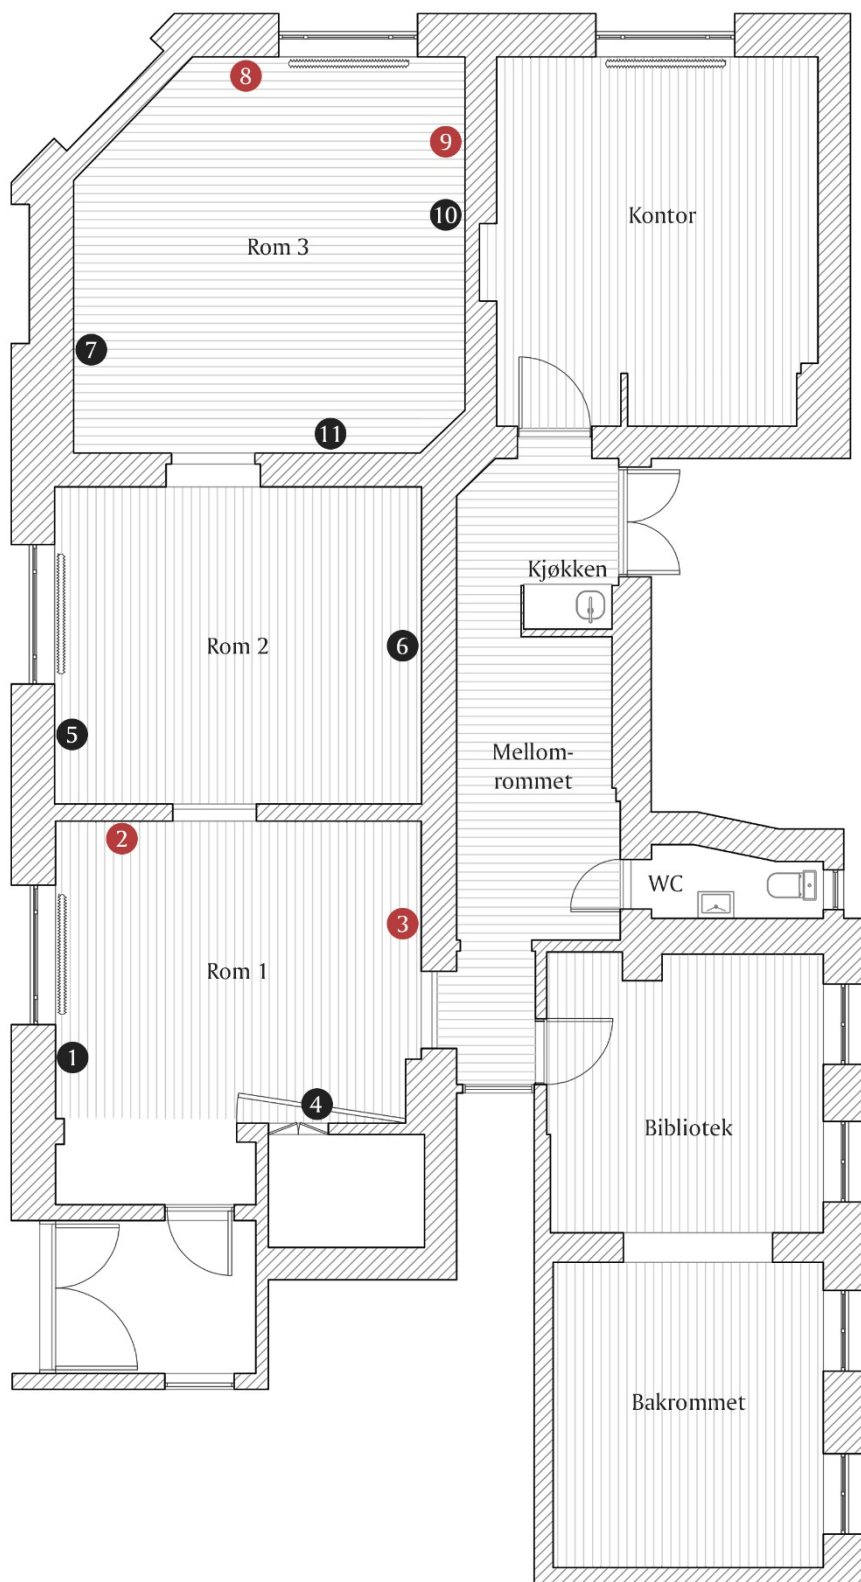 8
9
10
Rom 3
Kontor
7
11
Kjøkken
Rom 2
6
5
Mellom-
rommet
2
WC
3
Rom 1
1
4
Bibliotek
Bakrommet